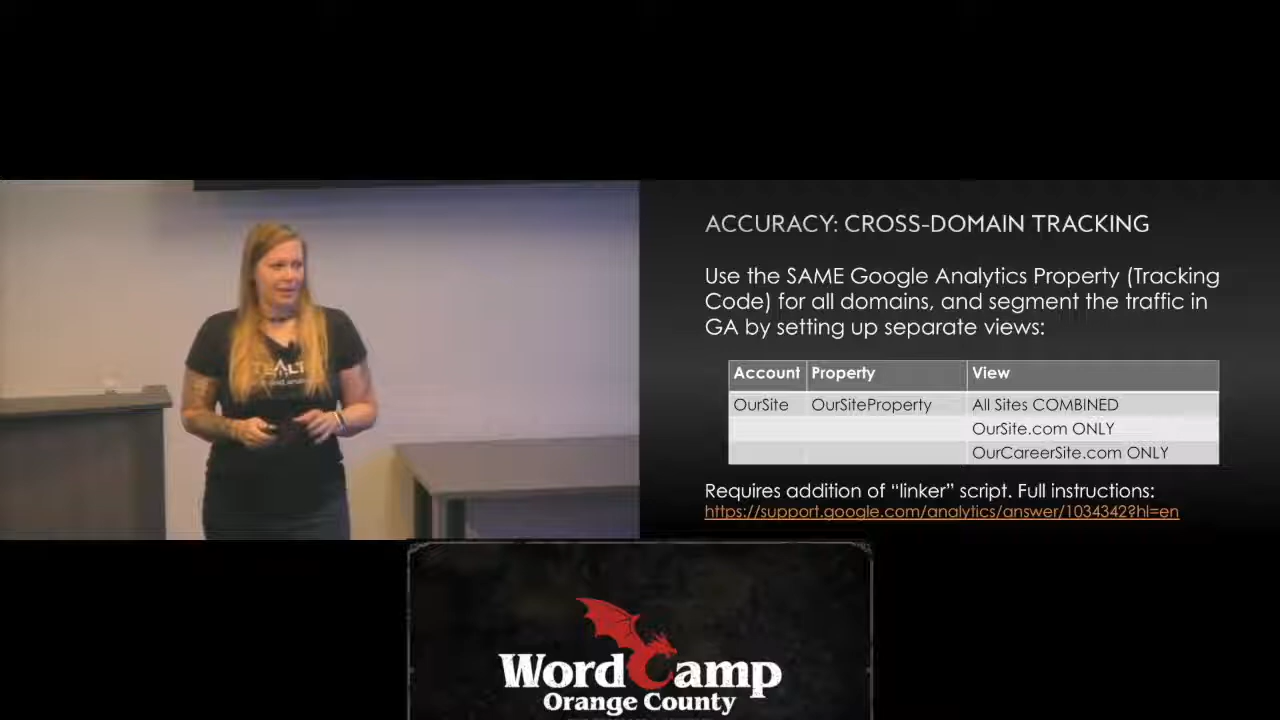 ACCURACY: CROSS-DOMAIN TRACKING
Use the SAME Google Analytics Property (Tracking
Code) for all domains, and segment the traffic in
GA by setting up separate views:
Account Property View
OurSite OurSiteProperty All Sites COMBINED
OurSite.com ONLY
OurCareerSite.com ONLY
Requires addition of “linker” script. Full instructions:
https://support.google.com/analytics/answer/1034342?hl=en
WordCamp
Orange County